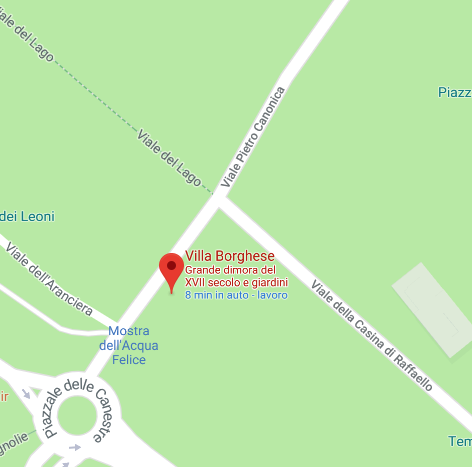 Viale del Lago
Viale Pietro Canonica
Piazz
Viale del Lago
dei Leoni
Villa Borghese
Grande dimora del
XVII secolo e giardini
8 min in auto - lavoro
Viale dell'Aranciera
Viale della Casina di Raffaello
Mostra
dell'Acqua
Felice
Piazzale delle Canestre
ir
gnolie
Tem